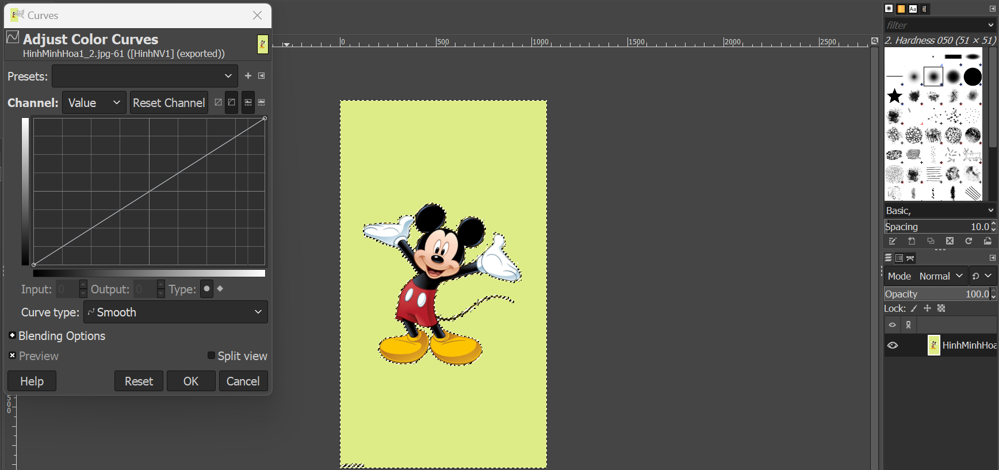 Curves
Adjust Color Curves
HinhMinhHoa1_2.jpg-61 ([HinhNV1] (exported))
Presets:
Channel: Value Reset Channel
Input: 0 Output: 0 Type:
Curve type: Smooth
Blending Options
Preview Split view
Help Reset OK Cancel
500
0 500 1000 1500 2000 2500
Aa
filter
2. Hardness 050 (51 × 51)
Basic,
Spacing 10.0
Mode Normal
Opacity 100.0
Lock:
HinhMinhHoa